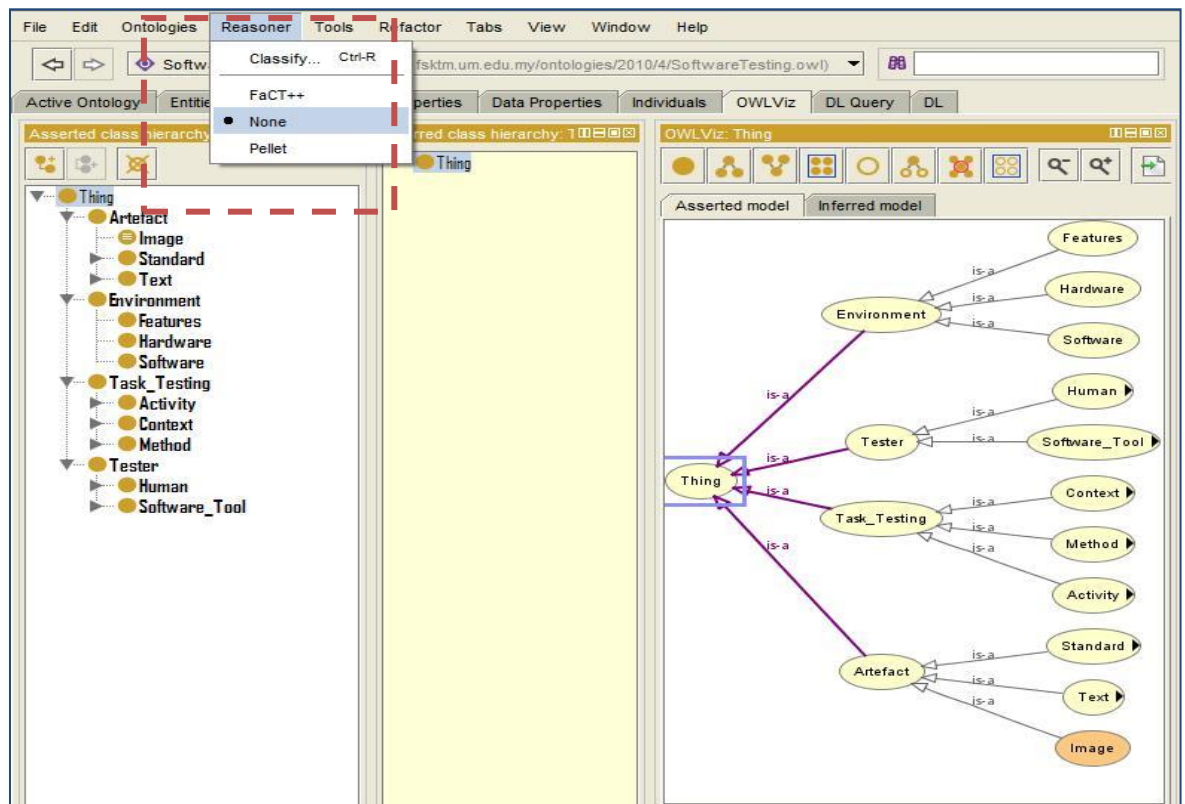 File Edit Ontologies Reasoner Tools Refactor Tabs View Window Help
Softw fsktm.um.edu.my/ontologies/2010/4/SoftwareTesting.owl)
Classify... Ctrl-R
FaCT++
None
Pellet
Active Ontology Entitie perties Data Properties Individuals OWLViz DL Query DL
Asserted class hierarchy rred class hierarchy: T OWLViz: Thing
Thing
Artefact
Image
Standard
Text
Environment
Features
Hardware
Software
Task_Testing
Activity
Context
Method
Tester
Human
Software_Tool
Thing
Asserted model Inferred model
Features
is-a
Hardware
is-a
Environment
is-a
Software
is-a
Human
is-a
Tester
is-a
Software_Tool
is-a
Thing
is-a
Context
is-a
Task_Testing
is-a
Method
is-a
is-a
Activity
Standard
is-a
Artefact
is-a
Text
is-a
Image